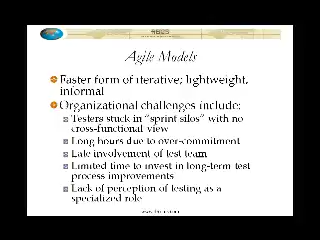 Agile Models
Faster form of iterative; lightweight,
informal
Organizational challenges include:
Testers stuck in "sprint silos" with no
cross-functional view
Long hours due to over-commitment
Late involvement of test team
Limited time to invest in long-term test
process improvements
Lack of perception of testing as a
specialized role